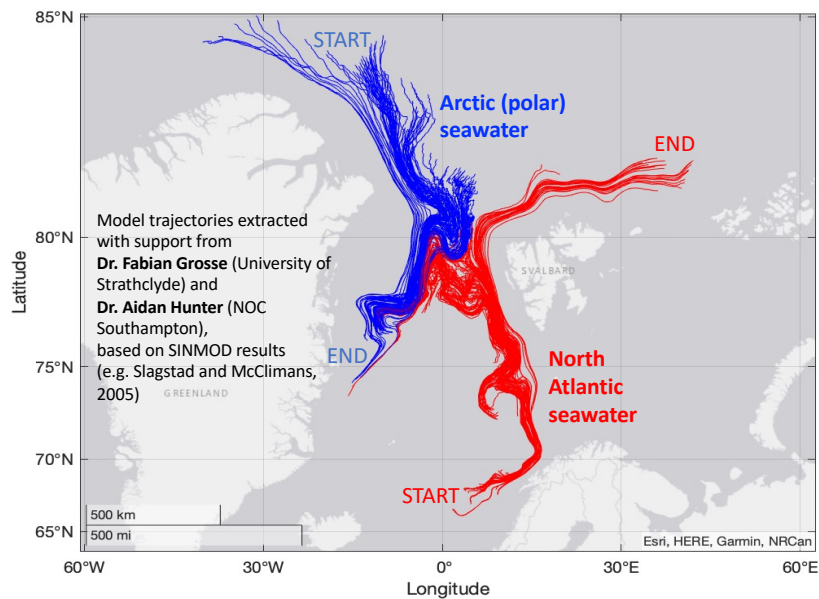 85°N
START
Arctic (polar)
seawater
END
80°N
Model trajectories extracted
with support from
Dr. Fabian Grosse (University of
Strathclyde) and
Dr. Aidan Hunter (NOC
Southampton),
based on SINMOD results
(e.g. Slagstad and McClimans,
2005)
SVALBARD
Latitude
END
75°N
GREENLAND
North
Atlantic
seawater
70°N
START
500 km
500 mi
65°N
Esri, HERE, Garmin, NRCan
60°W
30°W
0°
30°E
60°E
Longitude